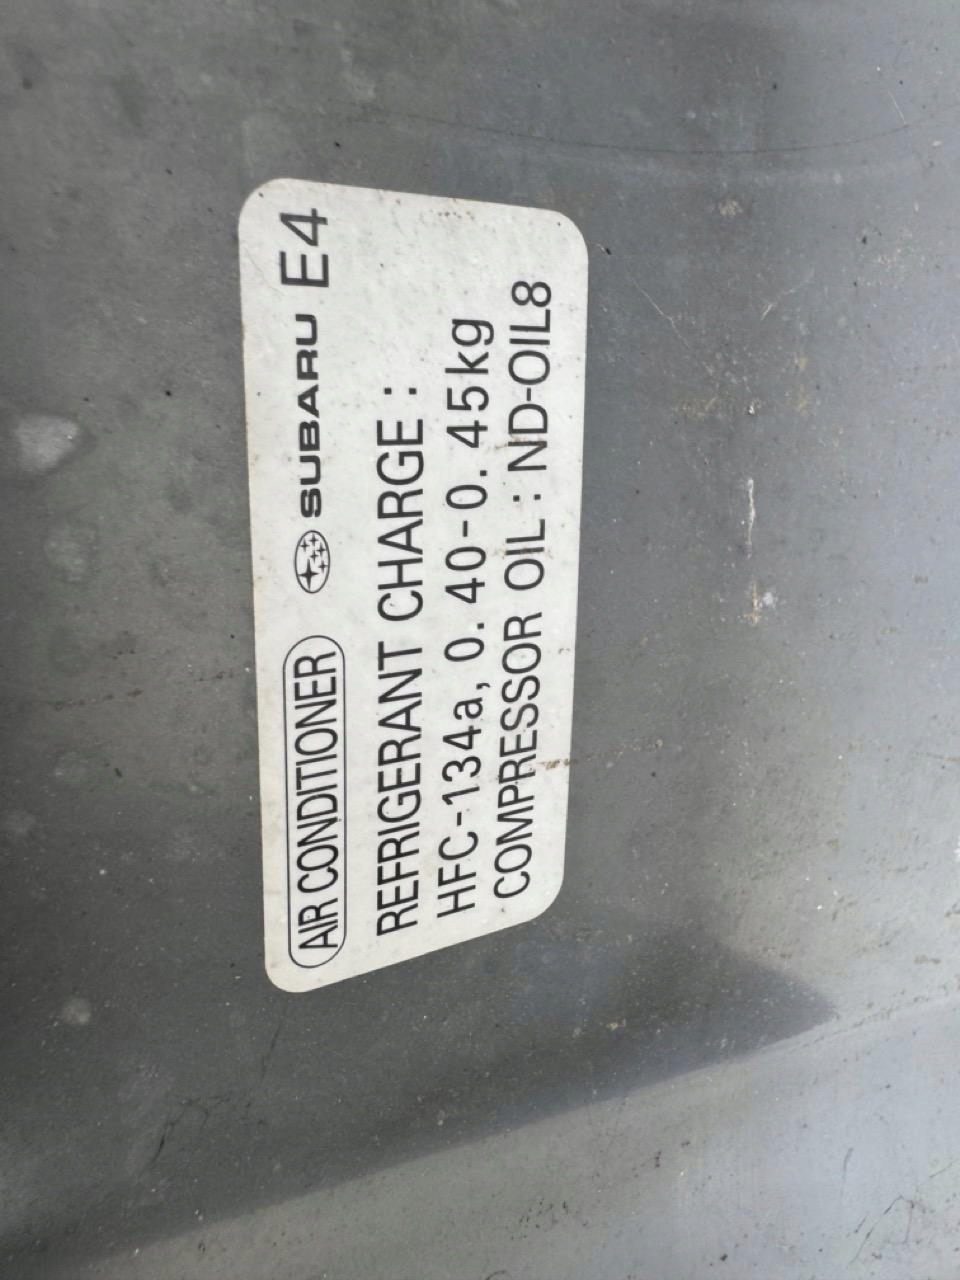 AIR CONDITIONER SUBARU E4
REFRIGERANT CHARGE :
HFC-134a, 0.40-0.45kg
COMPRESSOR OIL : ND-OIL8